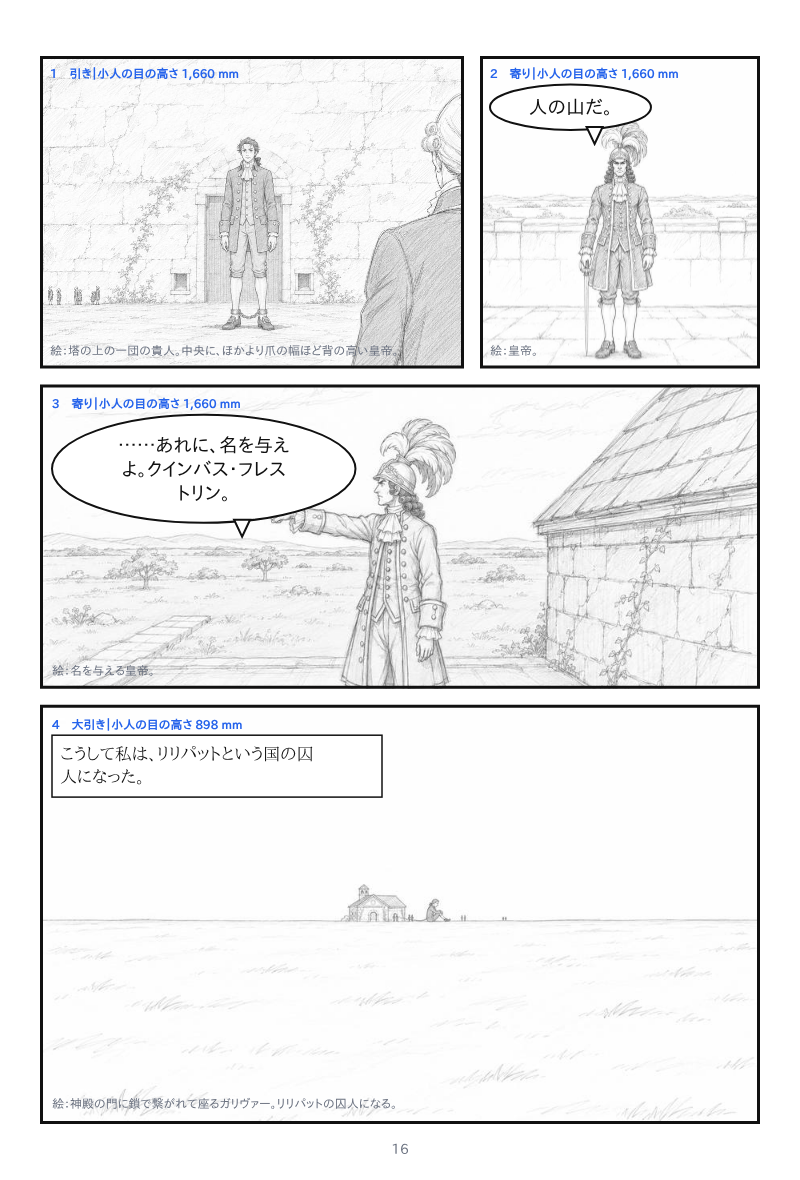 1 引き|小人の目の高さ 1,660 mm
絵：塔の上の一団の貴人。中央に、ほかより爪の幅ほど背の高い皇帝。
2 寄り|小人の目の高さ 1,660 mm
人の山だ。
絵：皇帝。
3 寄り|小人の目の高さ 1,660 mm
……あれに、名を与え
よ。クインバス・フレス
トリン。
絵：名を与える皇帝。
4 大引き|小人の目の高さ 898 mm
こうして私は、リリパットという国の囚
人になった。
絵：神殿の門に鎖で繋がれて座るガリヴァー。リリパットの囚人になる。
16